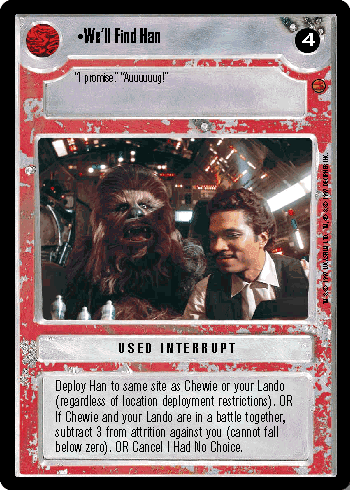 •We'll Find Han
4
"I promise." "Auuuuuug!"
USED INTERRUPT
Deploy Han to same site as Chewie or your Lando
(regardless of location deployment restrictions). OR
If Chewie and your Lando are in a battle together,
subtract 3 from attrition against you (cannot fall
below zero). OR Cancel I Had No Choice.